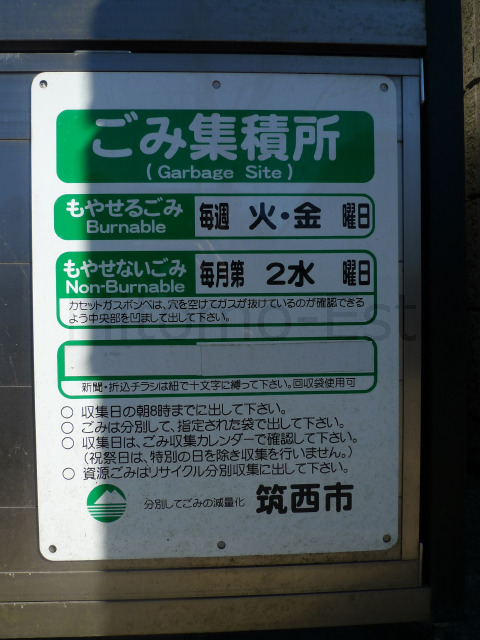 ごみ集積所
(Garbage Site)
もやせるごみ
Burnable
毎週 火・金 曜日
もやせないごみ
Non-Burnable
毎月第 2水 曜日
カセットガスボンベは、穴を空けてガスが抜けているのが確認できる
よう中央部を凹まして出して下さい。
新聞・折込チラシは紐で十文字に縛って下さい。回収袋使用可
○ 収集日の朝8時までに出して下さい。
○ ごみは分別して、指定された袋で出して下さい。
○ 収集日は、ごみ収集カレンダーで確認して下さい。
(祝祭日は、特別の日を除き収集を行いません。)
○ 資源ごみはリサイクル分別収集に出して下さい。
分別してごみの減量化 筑西市